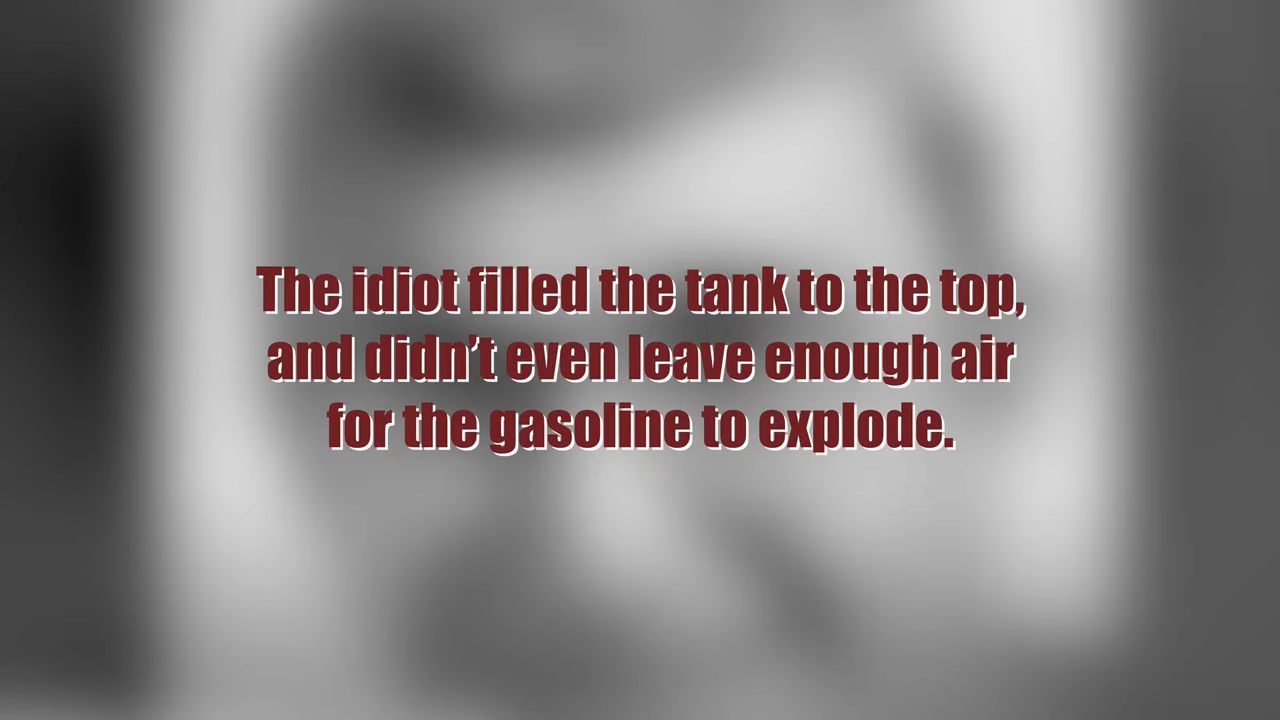 The idiot filled the tank to the top,
and didn’t even leave enough air
for the gasoline to explode.